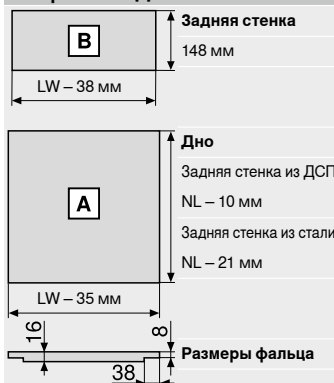 Задняя стенка
B
148 мм
LW – 38 мм
Дно
Задняя стенка из ДСП
A
NL – 10 мм
Задняя стенка из стали
NL – 21 мм
LW – 35 мм
16
8
Размеры фальца
38